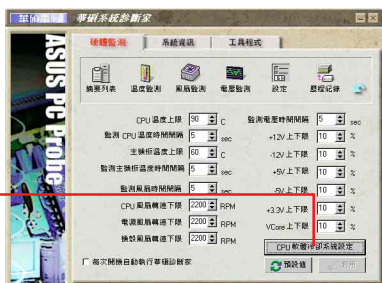 華碩系統診斷家
ASUS PC Probe
硬體監測 系統資訊 工具程式
摘要列表 溫度監測 風扇監測 電壓監測 設定 歷程紀錄
CPU 溫度上限 90 C
監測 CPU 溫度時間間隔 5 sec
主機板溫度上限 60 C
監測主機板溫度時間間隔 5 sec
監測風扇時間間隔 5 sec
CPU 風扇轉速下限 2200 RPM
電源風扇轉速下限 2200 RPM
機殼風扇轉速下限 2200 RPM
每次開機自動執行華碩診斷家
監測電壓時間間隔 5 sec
+12V 上下限 10 %
-12V 上下限 10 %
+5V 上下限 10 %
-5V 上下限 10 %
+3.3V 上下限 10 %
VCore 上下限 10 %
CPU 軟體冷卻系統設定
預設值